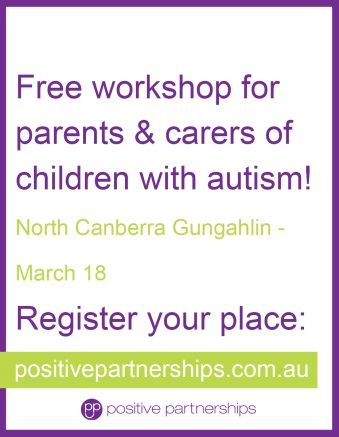 Free workshop for
parents & carers of
children with autism!
North Canberra Gungahlin -
March 18
Register your place:
positivepartnerships.com.au
pp positive partnerships